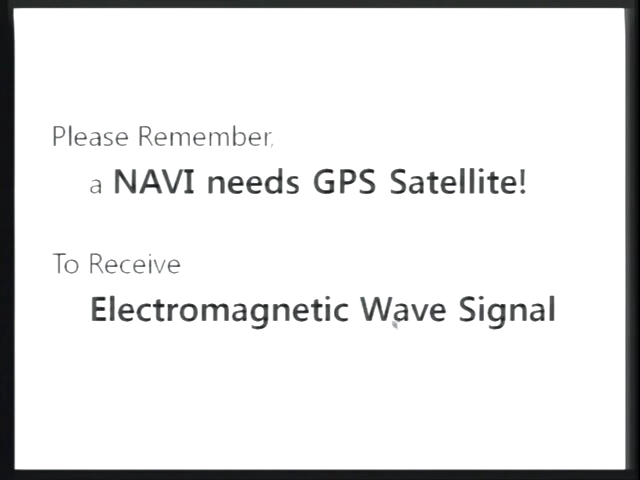 Please Remember,
a NAVI needs GPS Satellite!
To Receive
Electromagnetic Wave Signal